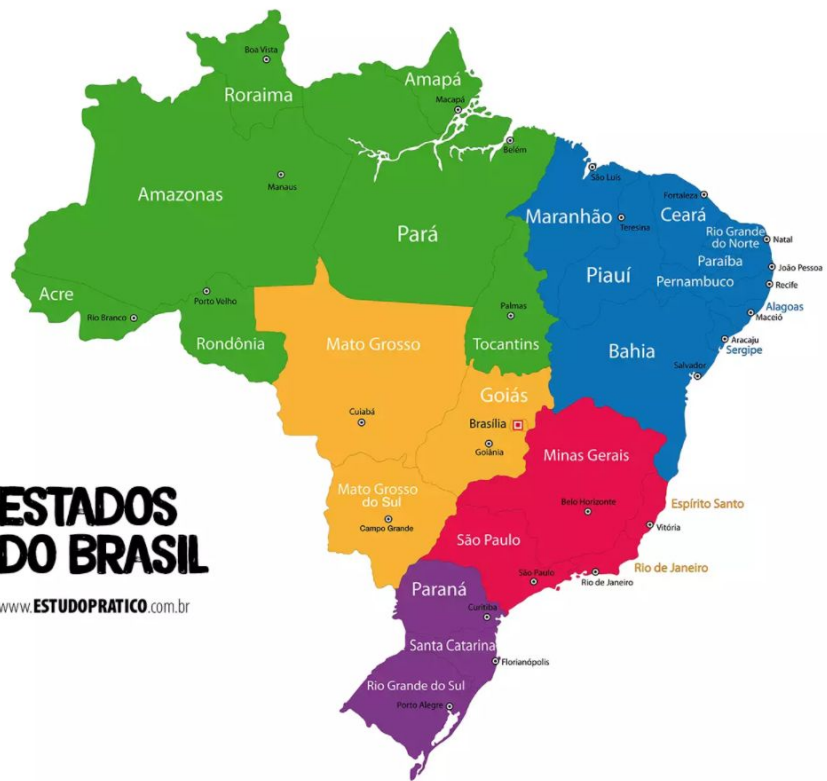 Boa Vista
Roraima
Amapá
Macapá
Belém
Manaus
Amazonas
Pará
São Luis
Fortaleza
Maranhão
Teresina
Ceará
Rio Grande
do Norte
Natal
Paraíba
João Pessoa
Piauí
Pernambuco
Recife
Acre
Porto Velho
Rio Branco
Rondônia
Palmas
Tocantins
Alagoas
Maceió
Aracaju
Sergipe
Bahia
Salvador
Mato Grosso
Cuiabá
Goiás
Brasília
Goiânia
Minas Gerais
Belo Horizonte
Espírito Santo
Vitória
Mato Grosso
do Sul
Campo Grande
São Paulo
São Paulo
Rio de Janeiro
Rio de Janeiro
ESTADOS
DO BRASIL
www.ESTUDOPRATICO.com.br
Paraná
Curitiba
Santa Catarina
Florianópolis
Rio Grande do Sul
Porto Alegre